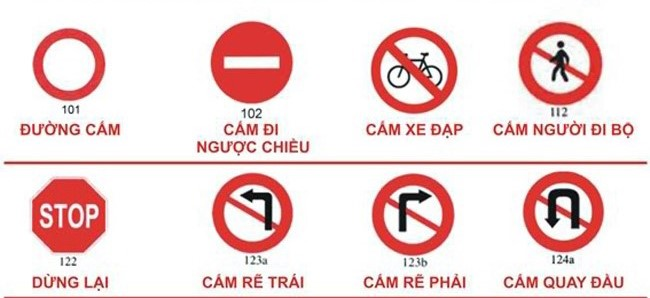 101
102
112
ĐƯỜNG CẤM
CẤM ĐI
NGƯỢC CHIỀU
CẤM XE ĐẠP
CẤM NGƯỜI ĐI BỘ
STOP
122
123a
123b
124a
DỪNG LẠI
CẤM RẼ TRÁI
CẤM RẼ PHẢI
CẤM QUAY ĐẦU